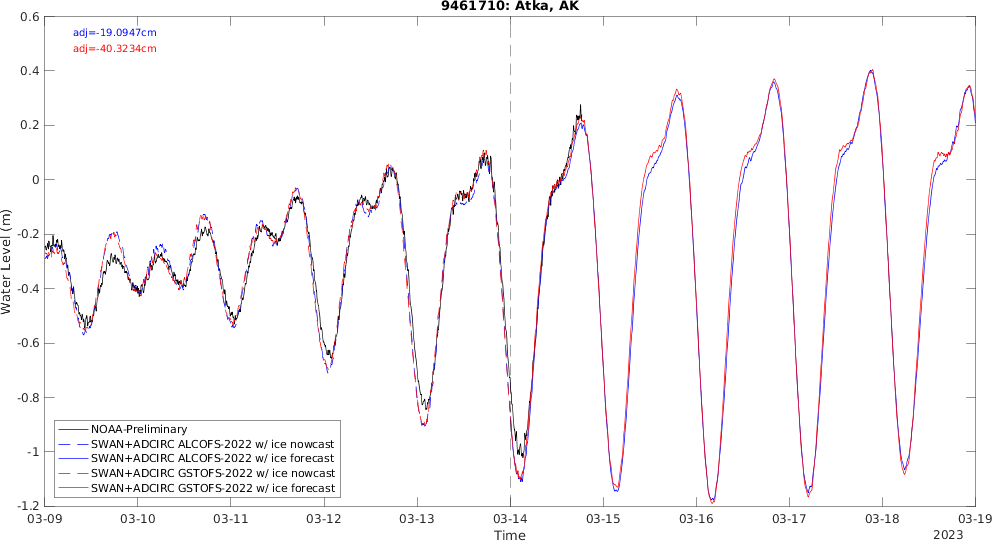 9461710: Atka, AK
adj=-19.0947cm
adj=-40.3234cm
Water Level (m)
0.6
0.4
0.2
0
-0.2
-0.4
-0.6
-0.8
-1
-1.2
NOAA-Preliminary
SWAN+ADCIRC ALCOFS-2022 w/ ice nowcast
SWAN+ADCIRC ALCOFS-2022 w/ ice forecast
SWAN+ADCIRC GSTOFS-2022 w/ ice nowcast
SWAN+ADCIRC GSTOFS-2022 w/ ice forecast
03-09 03-10 03-11 03-12 03-13 03-14 03-15 03-16 03-17 03-18 03-19
Time
2023